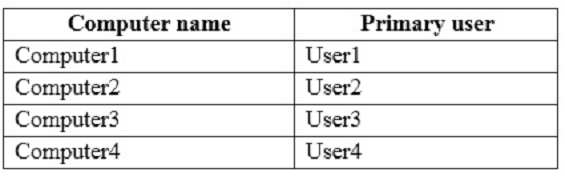 Computer name Primary user
Computer1 User1
Computer2 User2
Computer3 User3
Computer4 User4